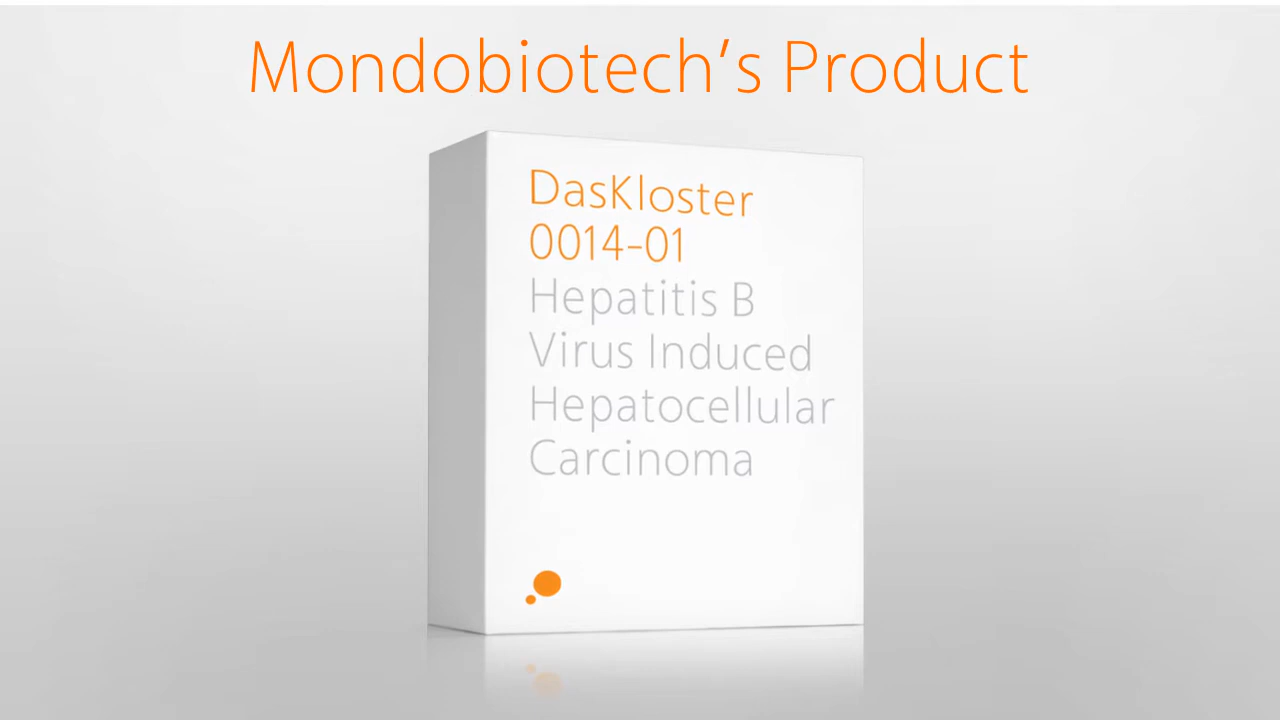 Mondobiotech’s Product
DasKloster
0014-01
Hepatitis B
Virus Induced
Hepatocellular
Carcinoma